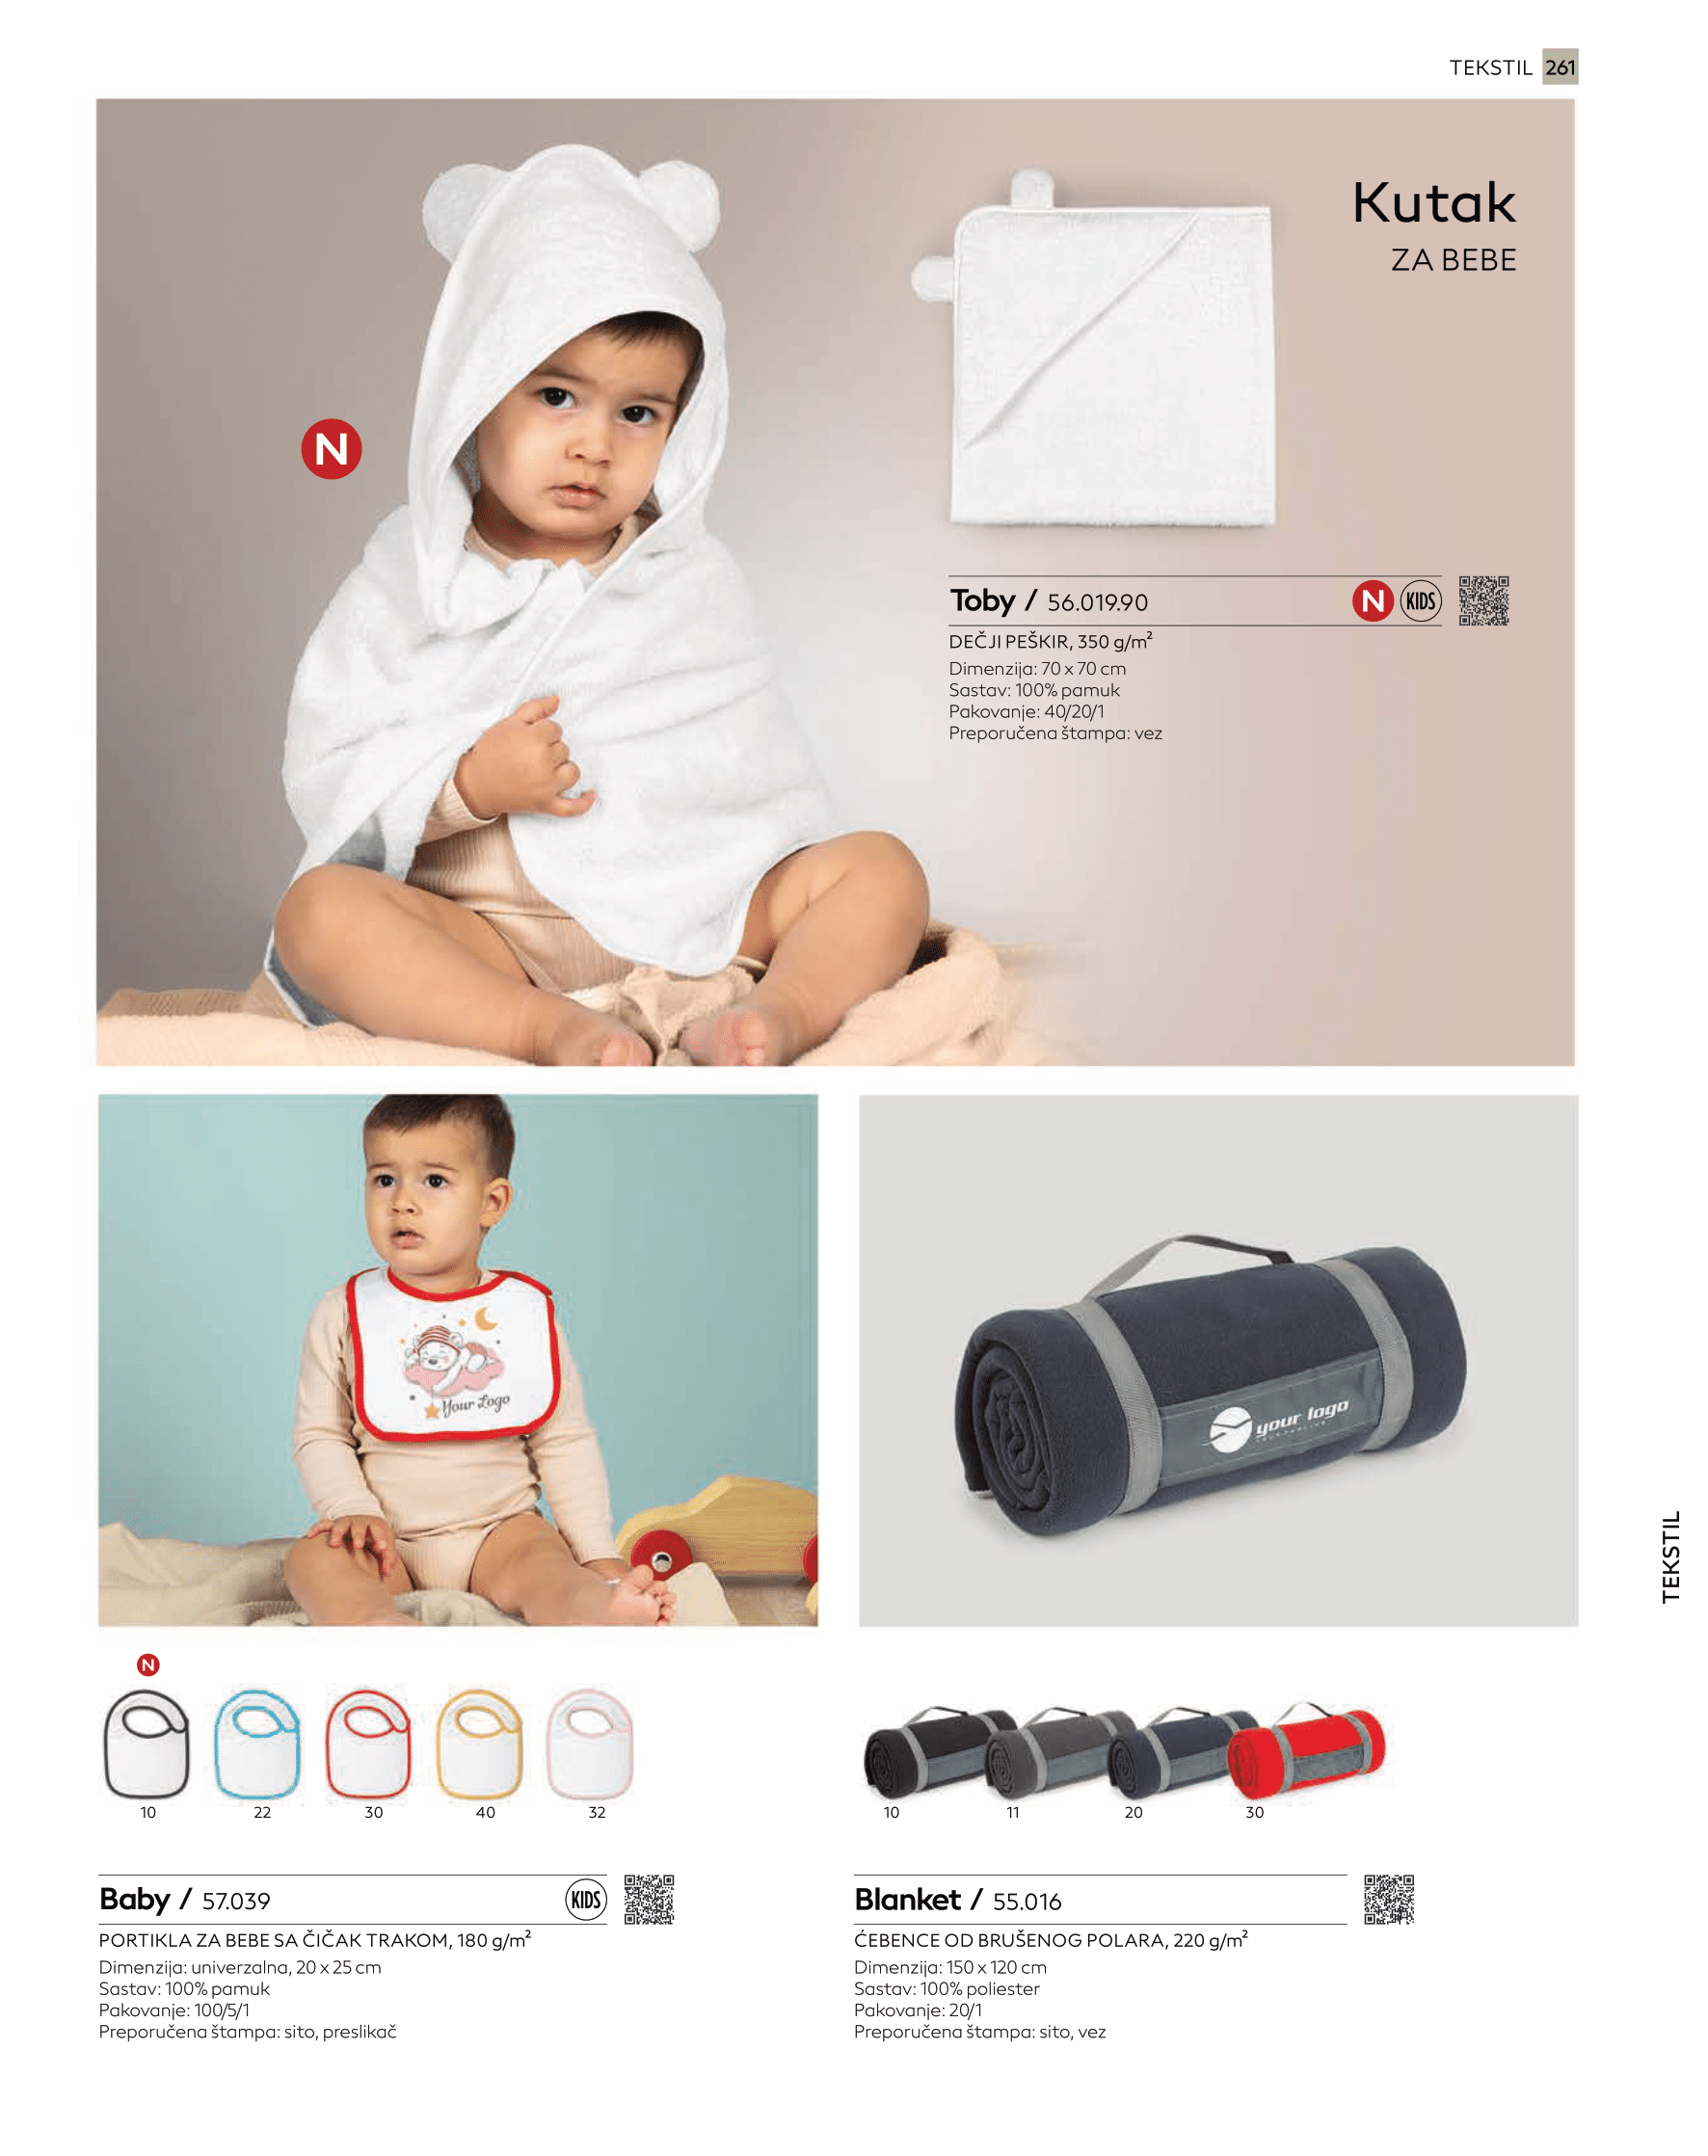 TEKSTIL 261
Kutak
ZA BEBE
N
Toby / 56.019.90
N KIDS
DEČJI PEŠKIR, 350 g/m²
Dimenzija: 70 x 70 cm
Sastav: 100% pamuk
Pakovanje: 40/20/1
Preporučena štampa: vez
Your Logo
your logo
TEKSTIL
N
10 22 30 40 32
10 11 20 30
Baby / 57.039
KIDS
PORTIKLA ZA BEBE SA ČIČAK TRAKOM, 180 g/m²
Dimenzija: univerzalna, 20 x 25 cm
Sastav: 100% pamuk
Pakovanje: 100/5/1
Preporučena štampa: sito, preslikač
Blanket / 55.016
ĆEBENCE OD BRUŠENOG POLARA, 220 g/m²
Dimenzija: 150 x 120 cm
Sastav: 100% poliester
Pakovanje: 20/1
Preporučena štampa: sito, vez